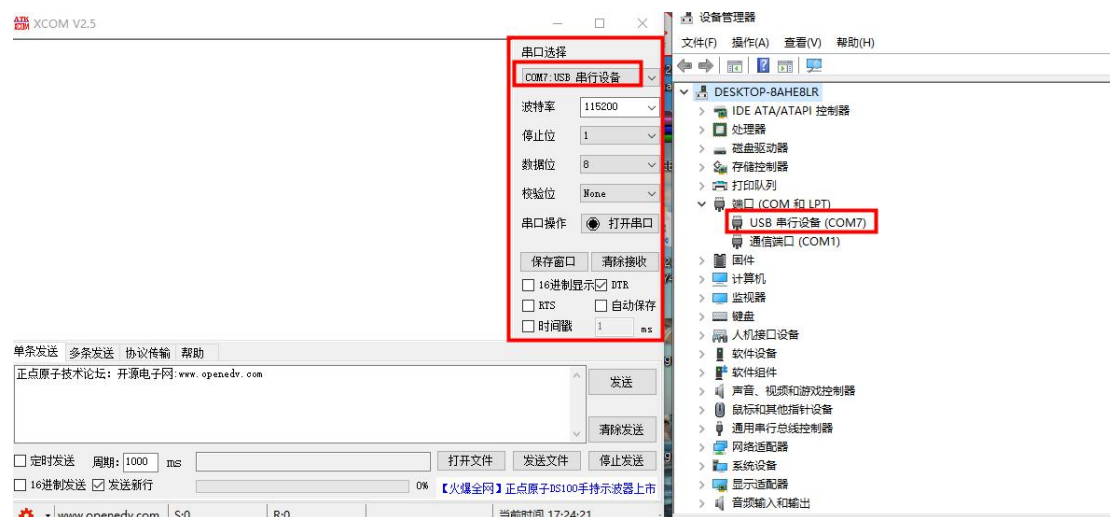 ATK
COM XCOM V2.5
串口选择
COM7:USB 串行设备
波特率 115200
停止位 1
数据位 8
校验位 None
串口操作 打开串口
保存窗口 清除接收
16进制显示 DTR
RTS 自动保存
时间戳 1 ms
单条发送 多条发送 协议传输 帮助
正点原子技术论坛：开源电子网:www.openedv.com
发送
清除发送
定时发送 周期: 1000 ms 打开文件 发送文件 停止发送
16进制发送 发送新行 0% 【火爆全网】正点原子DS100手持示波器上市
www.openedv.com S:0 R:0 当前时间 17:24:21
设备管理器
文件(F) 操作(A) 查看(V) 帮助(H)
DESKTOP-8AHE8LR
IDE ATA/ATAPI 控制器
处理器
磁盘驱动器
存储控制器
打印队列
端口 (COM 和 LPT)
USB 串行设备 (COM7)
通信端口 (COM1)
固件
计算机
监视器
键盘
人机接口设备
软件设备
软件组件
声音、视频和游戏控制器
鼠标和其他指针设备
通用串行总线控制器
网络适配器
系统设备
显示适配器
音频输入和输出